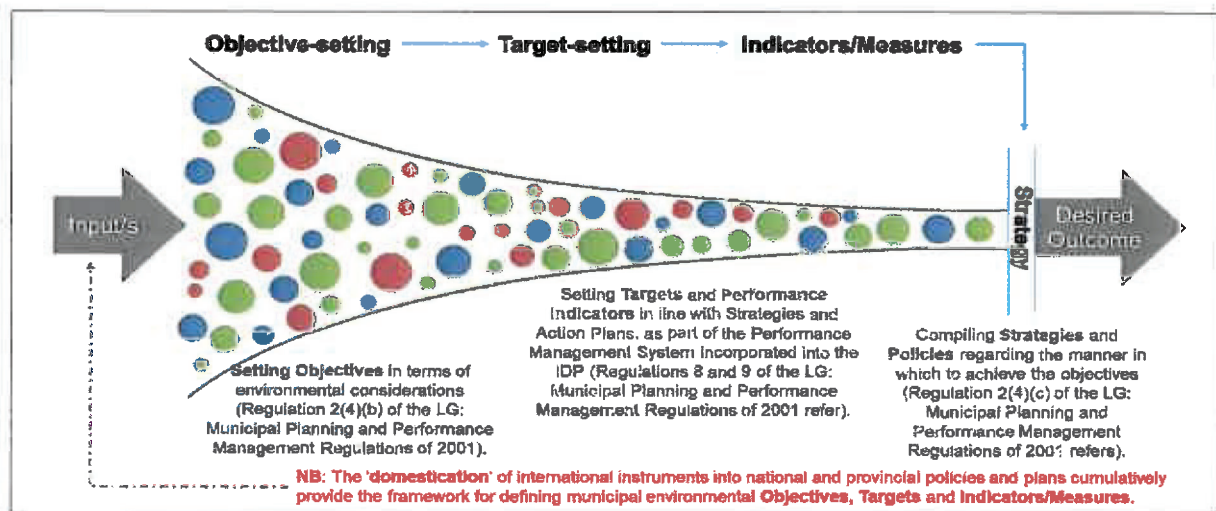 Objective-setting Target-setting Indicators/Measures
Input/s
Strategy
Desired
Outcome
Setting Objectives in terms of
environmental considerations
(Regulation 2(4)(b) of the LG:
Municipal Planning and Performance
Management Regulations of 2001).
Setting Targets and Performance
Indicators in line with Strategies and
Action Plans, as part of the Performance
Management System incorporated into the
IDP (Regulations 8 and 9 of the LG:
Municipal Planning and Performance
Management Regulations of 2001 refer).
Compiling Strategies and
Policies regarding the manner in
which to achieve the objectives
(Regulation 2(4)(c) of the LG:
Municipal Planning and
Performance Management
Regulations of 2001 refers).
NB: The 'domestication' of international instruments into national and provincial policies and plans cumulatively
provide the framework for defining municipal environmental Objectives, Targets and Indicators/Measures.